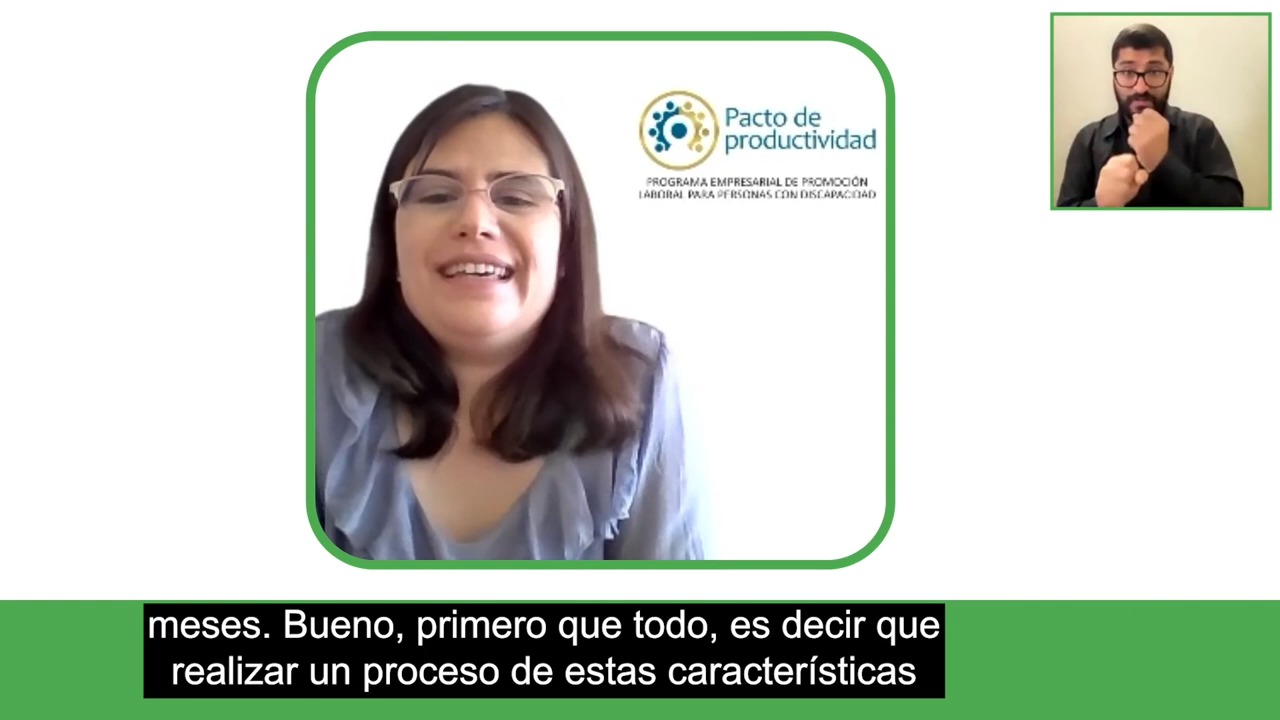 Pacto de
productividad
PROGRAMA EMPRESARIAL DE PROMOCIÓN
LABORAL PARA PERSONAS CON DISCAPACIDAD
meses. Bueno, primero que todo, es decir que
realizar un proceso de estas características